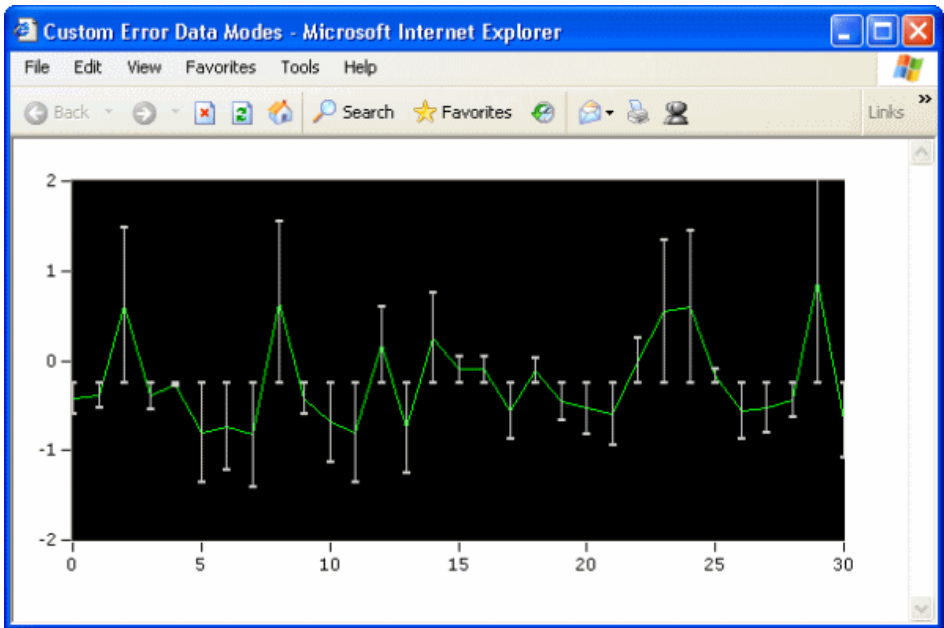 Custom Error Data Modes - Microsoft Internet Explorer
File Edit View Favorites Tools Help
Back Search Favorites Links »
2
1
0
-1
-2
0 5 10 15 20 25 30